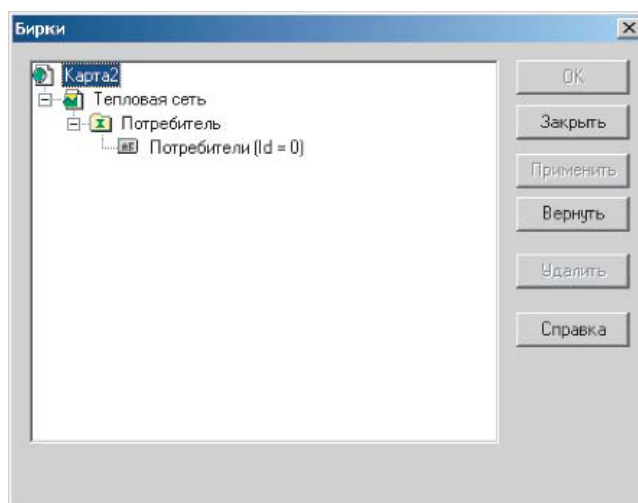 Бирки
Карта2
Тепловая сеть
Потребитель
Потребители (Id = 0)
OK
Закрыть
Применить
Вернуть
Удалить
Справка